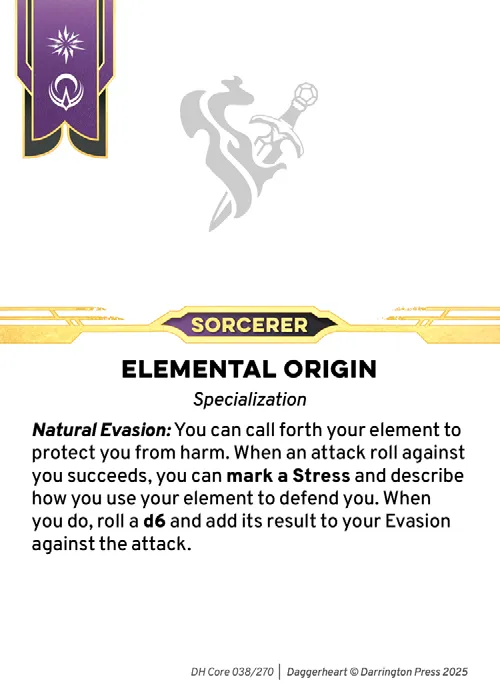 SORCERER
ELEMENTAL ORIGIN
Specialization
Natural Evasion: You can call forth your element to
protect you from harm. When an attack roll against
you succeeds, you can mark a Stress and describe
how you use your element to defend you. When
you do, roll a d6 and add its result to your Evasion
against the attack.
DH Core 038/270 | Daggerheart © Darrington Press 2025